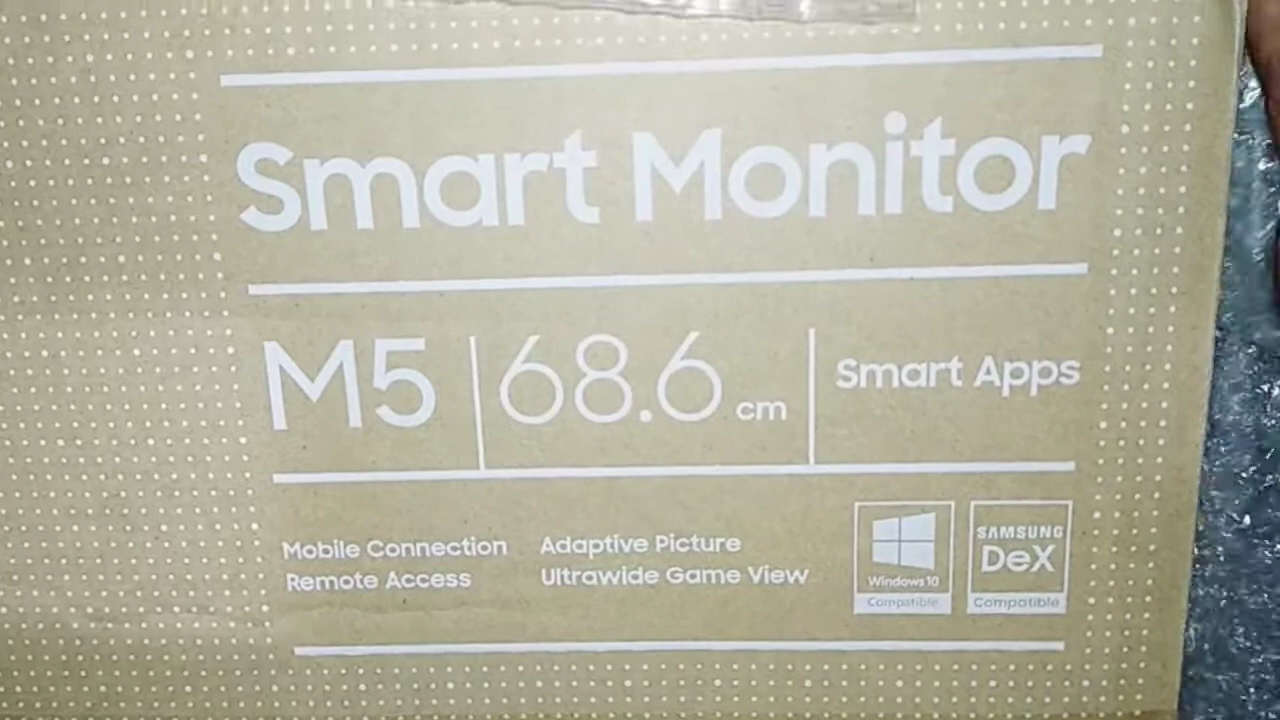 Smart Monitor
M5 68.6 cm Smart Apps
Mobile Connection Adaptive Picture
Remote Access Ultrawide Game View
Windows 10
Compatible
SAMSUNG
DeX
Compatible